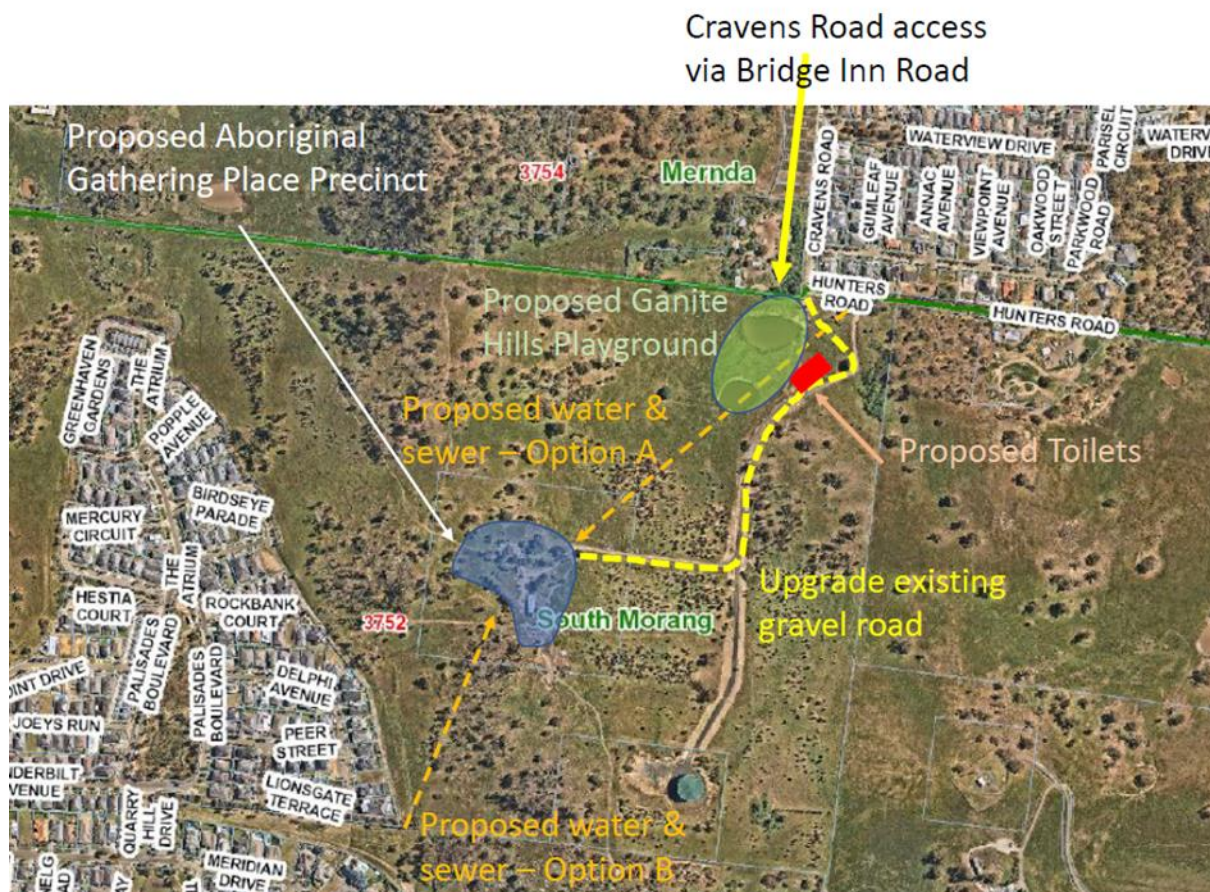 Cravens Road access
via Bridge Inn Road
Proposed Aboriginal
Gathering Place Precinct
3754
Mernda
CRAVENS ROAD
WATERVIEW DRIVE
GUMLEAF
AVENUE
ANNAC
AVENUE
VIEWPOINT
AVENUE
OAKWOOD
STREET
PARKWOOD
ROAD
PARISEL
CIRCUIT
WATERV
DRIVE
HUNTERS
ROAD
HUNTERS ROAD
Proposed Ganite
Hills Playground
GREENHAVEN
GARDENS
THE
ATRIUM
POPPLE
AVENUE
Proposed water &
sewer – Option A
Proposed Toilets
BIRDSEYE
PARADE
MERCURY
CIRCUIT
THE
ATRIUM
HESTIA
COURT
ROCKBANK
COURT
3752
South Morang
Upgrade existing
gravel road
PALISADES
BOULEVARD
PALISADES
BOULEVARD
DELPHI
AVENUE
OINT DRIVE
JOEYS RUN
PEER
STREET
NDERBILT
AVENUE
QUARRY
HILL
DRIVE
LIONSGATE
TERRACE
Proposed water &
sewer – Option B
MERIDIAN
DRIVE